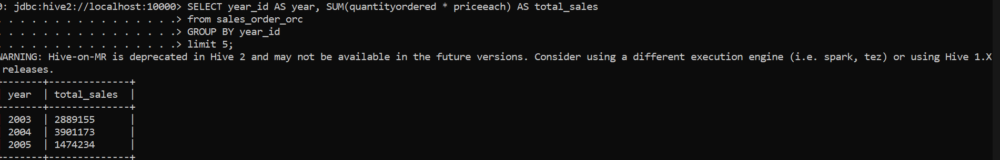 0: jdbc:hive2://localhost:10000> SELECT year_id AS year, SUM(quantityordered * priceeach) AS total_sales
. . . . . . . . . . . . . . . .> from sales_order_orc
. . . . . . . . . . . . . . . .> GROUP BY year_id
. . . . . . . . . . . . . . . .> limit 5;
WARNING: Hive-on-MR is deprecated in Hive 2 and may not be available in the future versions. Consider using a different execution engine (i.e. spark, tez) or using Hive 1.X
releases.
+-------+--------------+
| year  | total_sales  |
+-------+--------------+
| 2003  | 2889155      |
| 2004  | 3901173      |
| 2005  | 1474234      |
+-------+--------------+